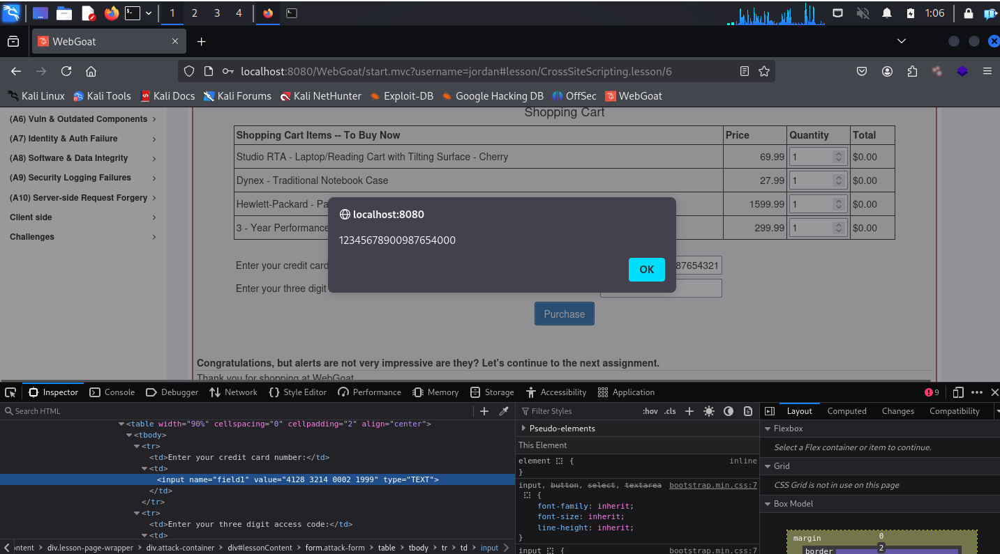 1 2 3 4 1:06
WebGoat
localhost:8080/WebGoat/start.mvc?username=jordan#lesson/CrossSiteScripting.lesson/6
Kali Linux Kali Tools Kali Docs Kali Forums Kali NetHunter Exploit-DB Google Hacking DB OffSec WebGoat
(A6) Vuln & Outdated Components
(A7) Identity & Auth Failure
(A8) Software & Data Integrity
(A9) Security Logging Failures
(A10) Server-side Request Forgery
Client side
Challenges
Shopping Cart
Shopping Cart Items -- To Buy Now Price Quantity Total
Studio RTA - Laptop/Reading Cart with Tilting Surface - Cherry 69.99 1 $0.00
Dynex - Traditional Notebook Case 27.99 1 $0.00
Hewlett-Packard - Pa 1599.99 1 $0.00
3 - Year Performance 299.99 1 $0.00
localhost:8080
12345678900987654000
OK
Enter your credit card 87654321
Enter your three digit
Purchase
Congratulations, but alerts are not very impressive are they? Let's continue to the next assignment.
Thank you for shopping at WebGoat
Inspector Console Debugger Network Style Editor Performance Memory Storage Accessibility Application 9
Search HTML
<table width="90%" cellspacing="0" cellpadding="2" align="center">
<tbody>
<tr>
<td>Enter your credit card number:</td>
<td>
<input name="field1" value="4128 3214 0002 1999" type="TEXT">
</td>
</tr>
<tr>
<td>Enter your three digit access code:</td>
<td>
ontent div.lesson-page-wrapper div.attack-container div#lessonContent form.attack-form table tbody tr td input
Filter Styles :hov .cls
Pseudo-elements
This Element
element { inline
}
input, button, select, textarea bootstrap.min.css:7
{
font-family: inherit;
font-size: inherit;
line-height: inherit;
}
input { bootstrap.min.css:7
Layout Computed Changes Compatibility
Flexbox
Select a Flex container or item to continue.
Grid
CSS Grid is not in use on this page
Box Model
margin 0
border 2